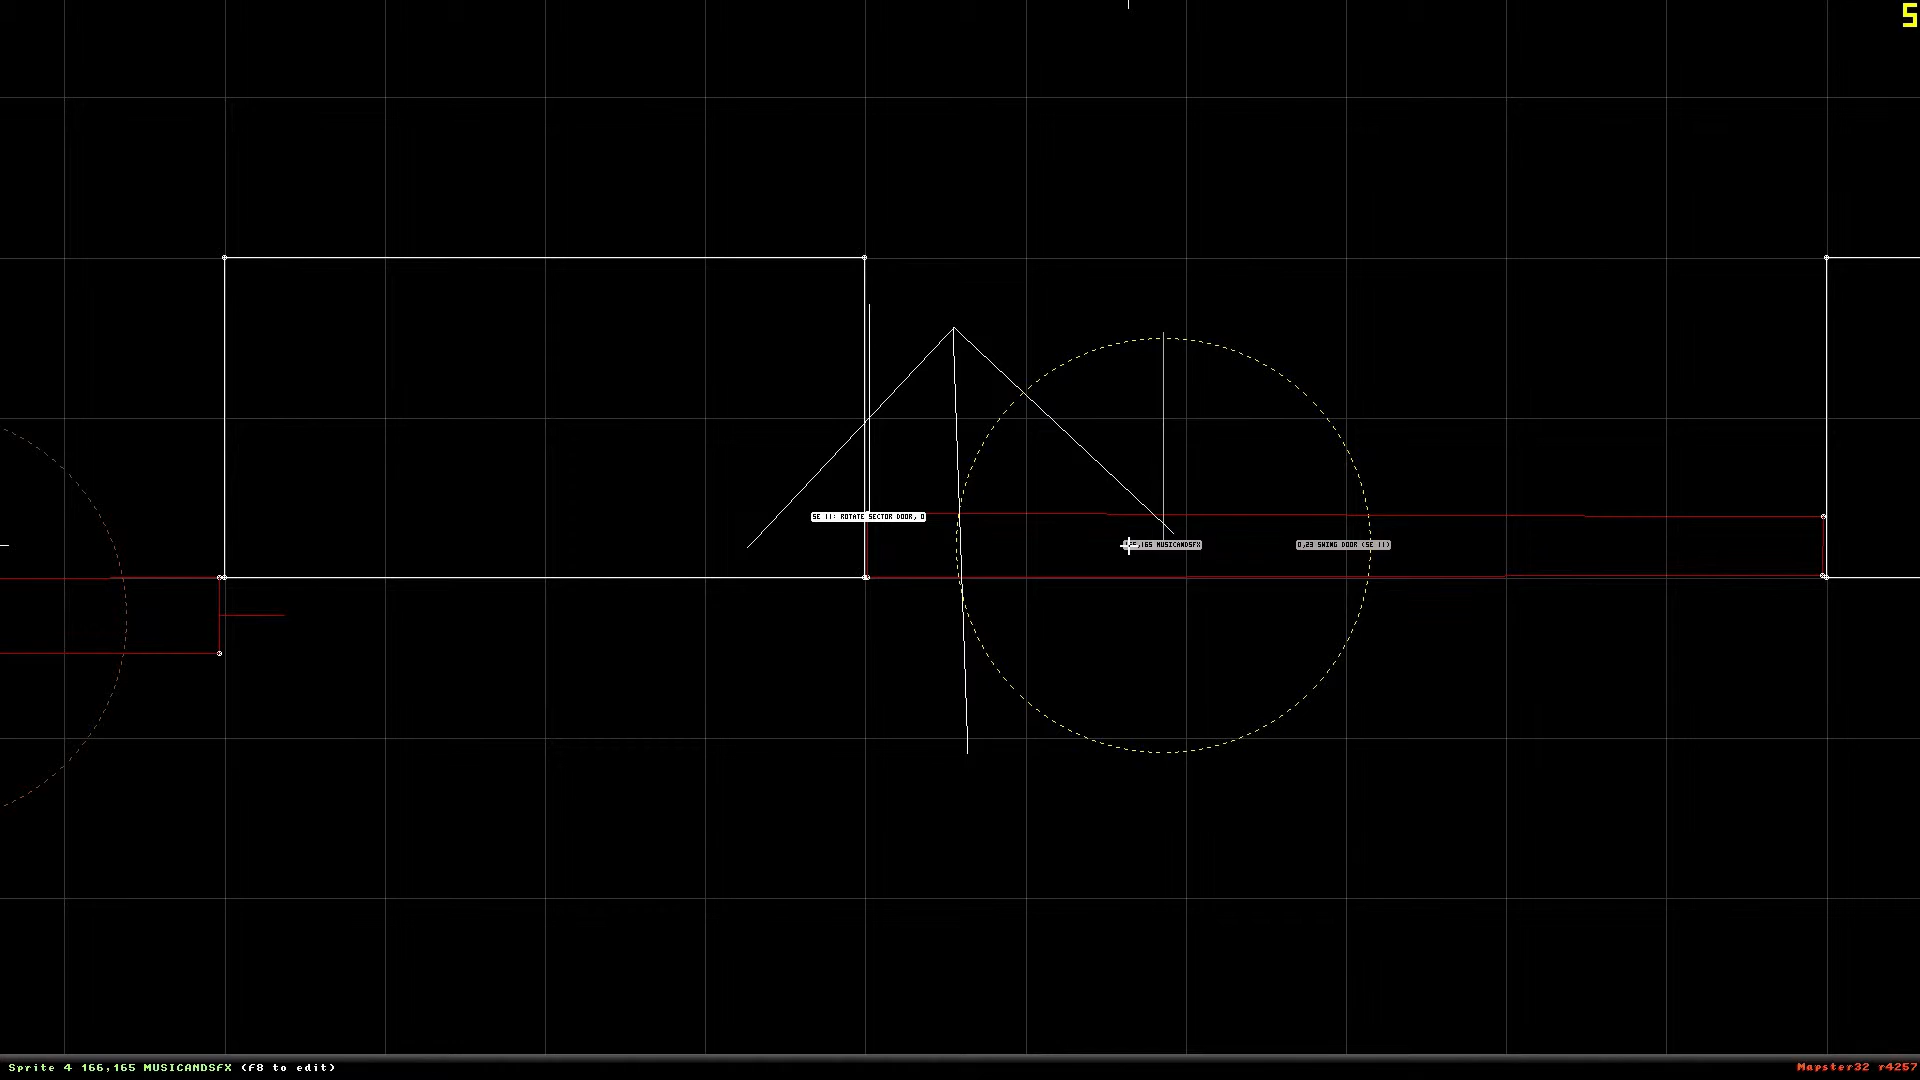 5
SE 11: ROTATE SECTOR DOOR, 0
,165 MUSICANDSFX
0,23 SWING DOOR (SE 11)
Sprite 4 166,165 MUSICANDSFX (f8 to edit)
Mapster32 r4257